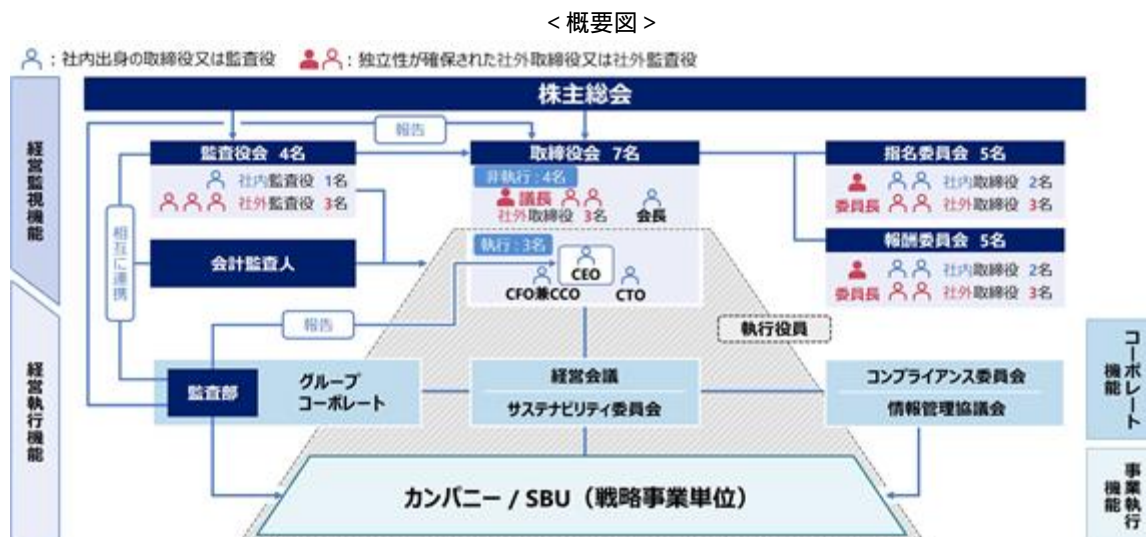 <概要図>
：社内出身の取締役又は監査役 ：独立性が確保された社外取締役又は社外監査役
経営監視機能
株主総会
報告
監査役会 4名
社内監査役 1名
社外監査役 3名
取締役会 7名
非執行：4名
議長
社外取締役 3名
会長
指名委員会 5名
社内取締役 2名
委員長 社外取締役 3名
報酬委員会 5名
社内取締役 2名
委員長 社外取締役 3名
相互に連携
会計監査人
執行：3名
CEO
CFO兼CCO
CTO
報告
執行役員
経営執行機能
監査部
グループ
コーポレート
経営会議
サステナビリティ委員会
コンプライアンス委員会
情報管理協議会
コーポレート
機能
カンパニー / SBU（戦略事業単位）
事業執行
機能